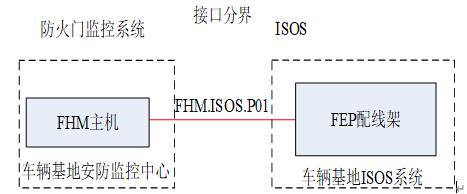 接口分界
防火门监控系统
ISOS
FHM主机
FHM.ISOS.P01
FEP配线架
车辆基地安防监控中心
车辆基地ISOS系统